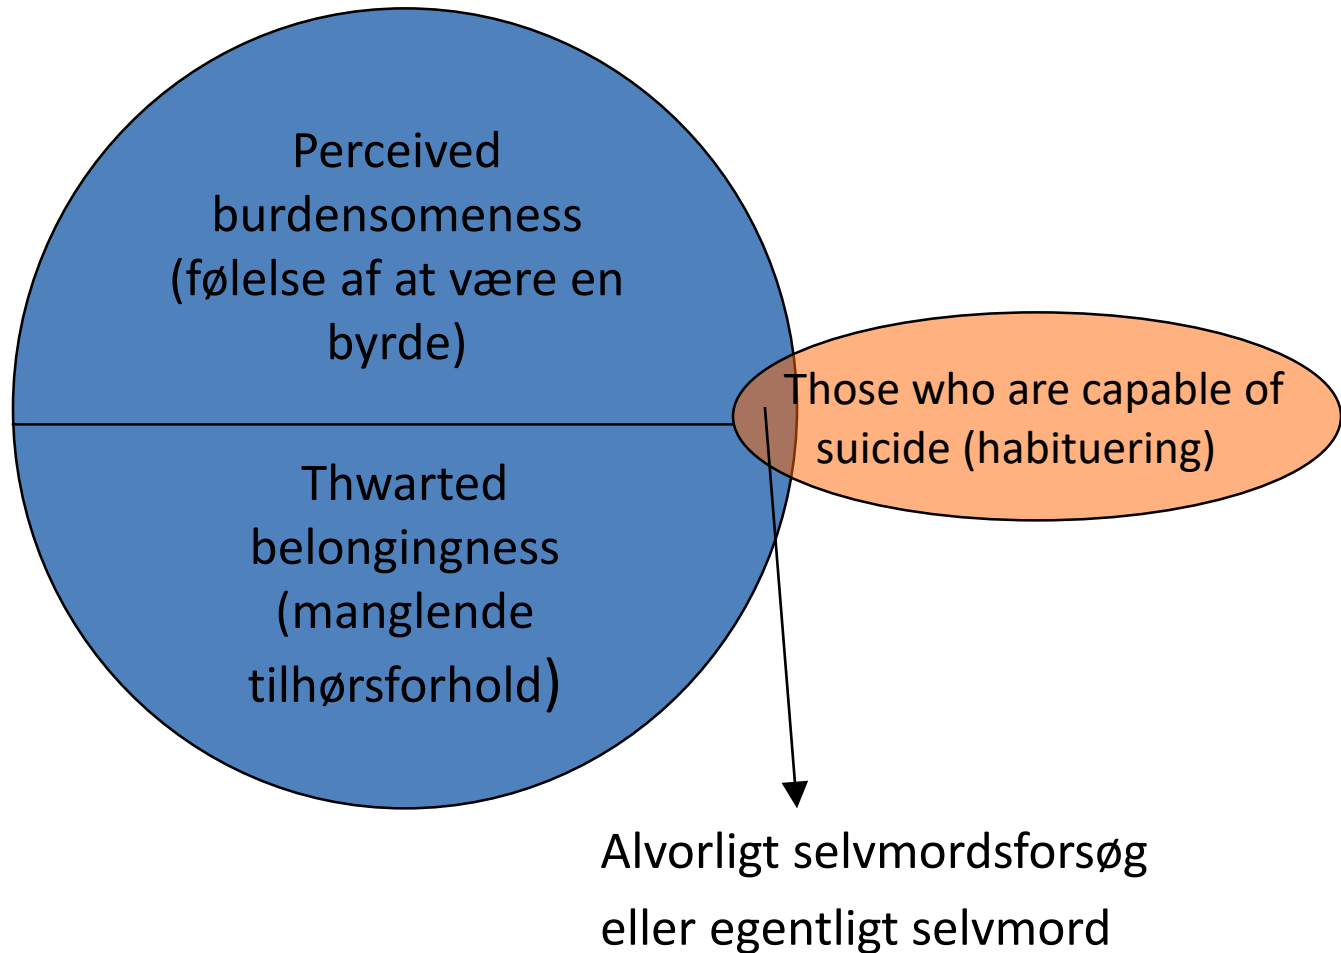 Perceived
burdensomeness
(følelse af at være en
byrde)
Those who are capable of
suicide (habituering)
Thwarted
belongingness
(manglende
tilhørsforhold)
Alvorligt selvmordsforsøg
eller egentligt selvmord